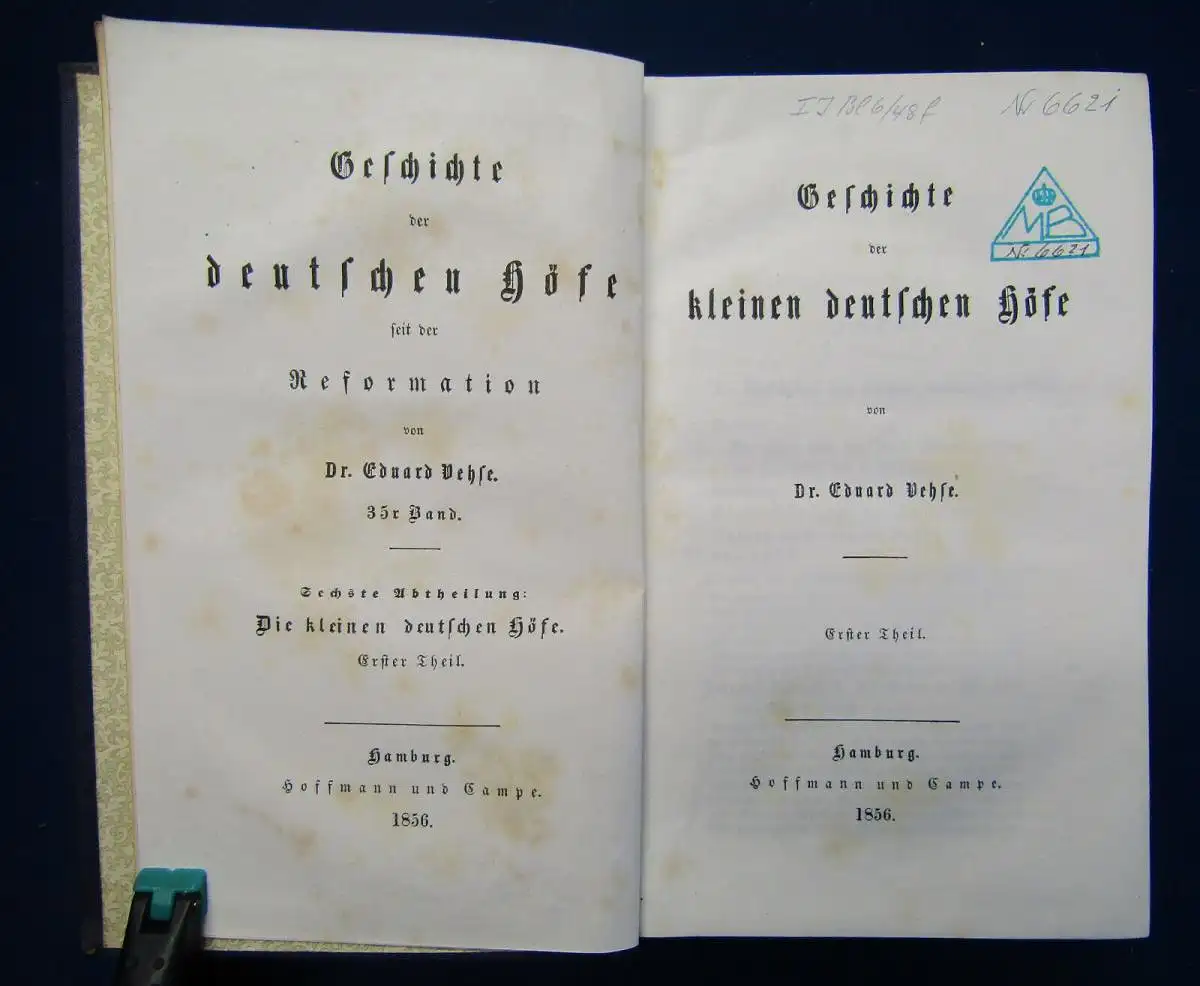 Geschichte
der
deutschen Höfe
seit der
Reformation
von
Dr. Eduard Vehse.
35r Band.
Sechste Abtheilung:
Die kleinen deutschen Höfe.
Erster Theil.
Hamburg.
Hoffmann und Campe.
1856.
Nr 6621
MB
Nr. 6621
Geschichte
der
kleinen deutschen Höfe
von
Dr. Eduard Vehse.
Erster Theil.
Hamburg.
Hoffmann und Campe.
1856.